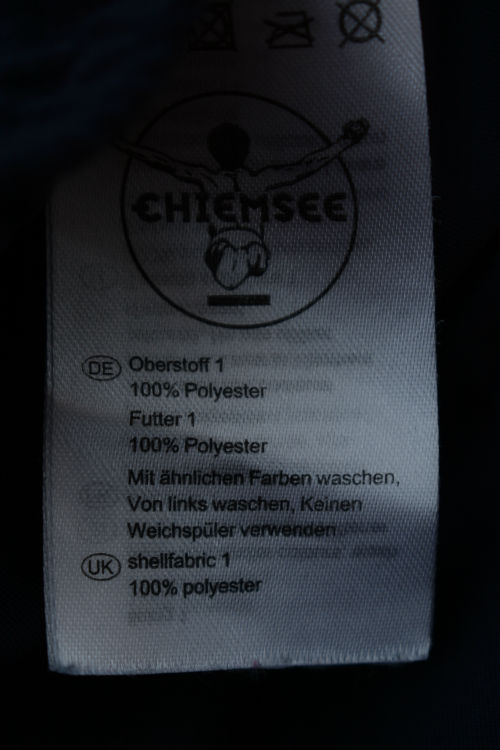 CHIEMSEE
DE Oberstoff 1
100% Polyester
Futter 1
100% Polyester
Mit ähnlichen Farben waschen,
Von links waschen, Keinen
Weichspüler verwenden
UK shellfabric 1
100% polyester